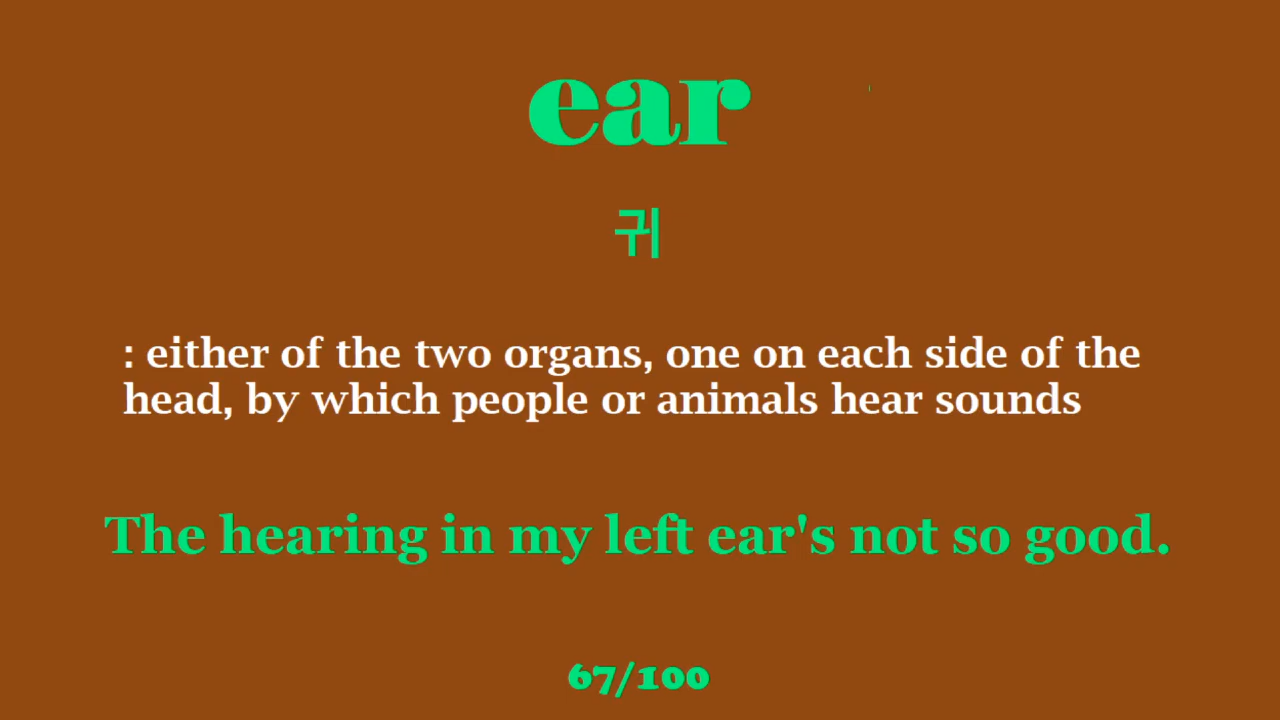 ear
귀
: either of the two organs, one on each side of the
head, by which people or animals hear sounds
The hearing in my left ear's not so good.
67/100